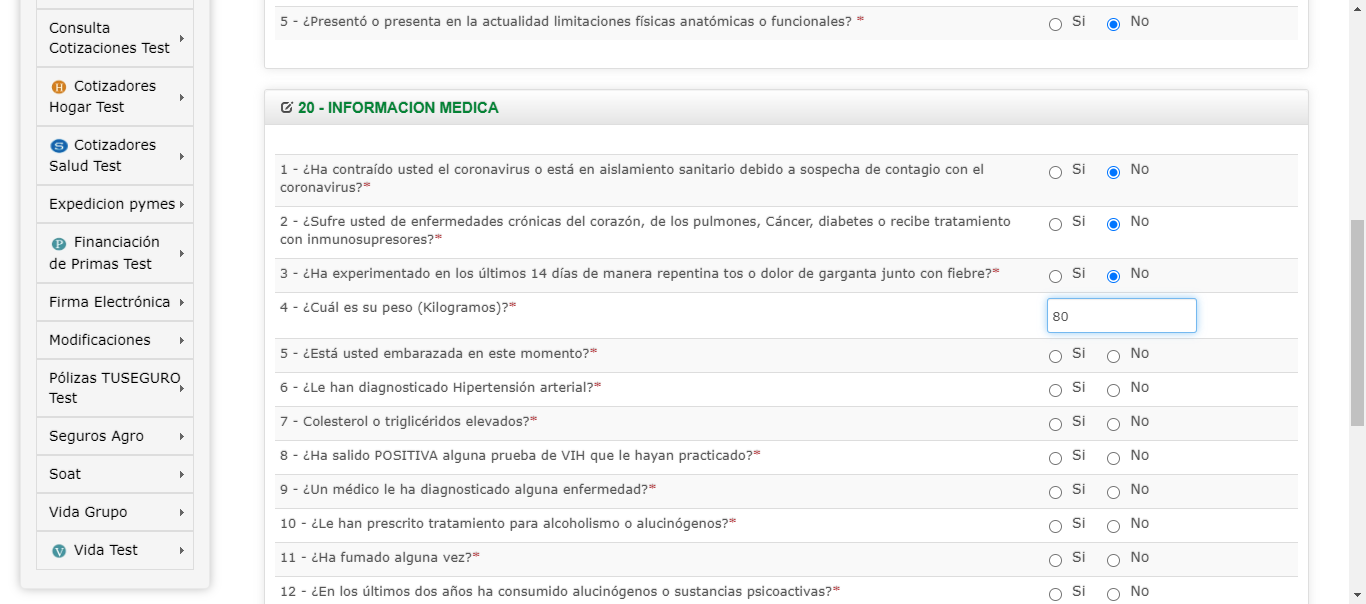 Consulta
Cotizaciones Test
H Cotizadores
Hogar Test
S Cotizadores
Salud Test
Expedicion pymes
P Financiación
de Primas Test
Firma Electrónica
Modificaciones
Pólizas TUSEGURO
Test
Seguros Agro
Soat
Vida Grupo
V Vida Test
5 - ¿Presentó o presenta en la actualidad limitaciones físicas anatómicas o funcionales? * Si No
20 - INFORMACION MEDICA
1 - ¿Ha contraído usted el coronavirus o está en aislamiento sanitario debido a sospecha de contagio con el Si No
coronavirus?*
2 - ¿Sufre usted de enfermedades crónicas del corazón, de los pulmones, Cáncer, diabetes o recibe tratamiento Si No
con inmunosupresores?*
3 - ¿Ha experimentado en los últimos 14 días de manera repentina tos o dolor de garganta junto con fiebre?* Si No
4 - ¿Cuál es su peso (Kilogramos)?* 80
5 - ¿Está usted embarazada en este momento?* Si No
6 - ¿Le han diagnosticado Hipertensión arterial?* Si No
7 - Colesterol o triglicéridos elevados?* Si No
8 - ¿Ha salido POSITIVA alguna prueba de VIH que le hayan practicado?* Si No
9 - ¿Un médico le ha diagnosticado alguna enfermedad?* Si No
10 - ¿Le han prescrito tratamiento para alcoholismo o alucinógenos?* Si No
11 - ¿Ha fumado alguna vez?* Si No
12 - ¿En los últimos dos años ha consumido alucinógenos o sustancias psicoactivas?* Si No